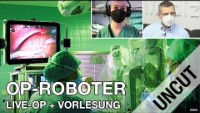 OP-ROBOTER
LIVE-OP + VORLESUNG
UNCUT